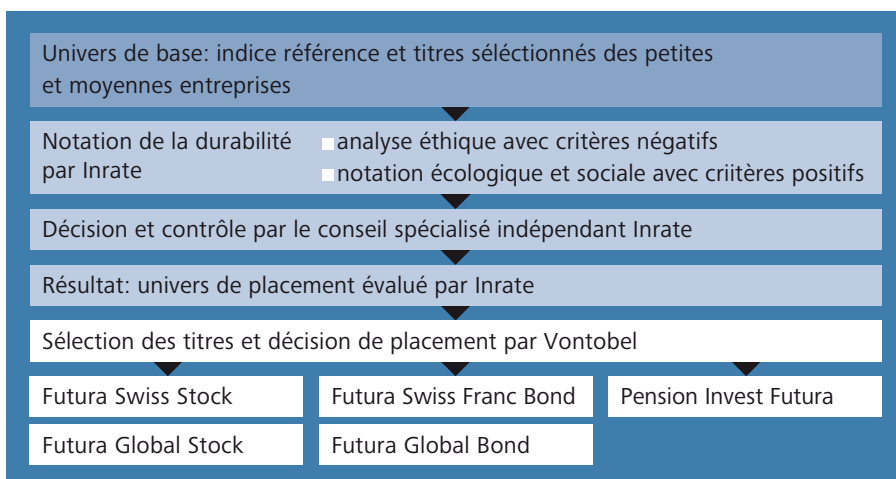 Univers de base: indice référence et titres séléctionnés des petites
et moyennes entreprises
Notation de la durabilité
par Inrate
analyse éthique avec critères négatifs
notation écologique et sociale avec criitères positifs
Décision et contrôle par le conseil spécialisé indépendant Inrate
Résultat: univers de placement évalué par Inrate
Sélection des titres et décision de placement par Vontobel
Futura Swiss Stock
Futura Swiss Franc Bond
Pension Invest Futura
Futura Global Stock
Futura Global Bond